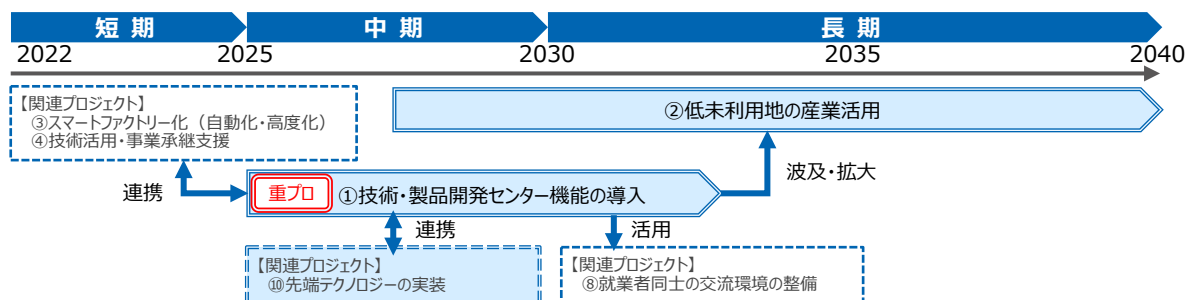 短 期
中 期
長 期
2022
2025
2030
2035
2040
【関連プロジェクト】
③スマートファクトリー化（自動化・高度化）
④技術活用・事業承継支援
②低未利用地の産業活用
連携
重プロ
①技術・製品開発センター機能の導入
波及・拡大
連携
活用
【関連プロジェクト】
⑩先端テクノロジーの実装
【関連プロジェクト】
⑧就業者同士の交流環境の整備